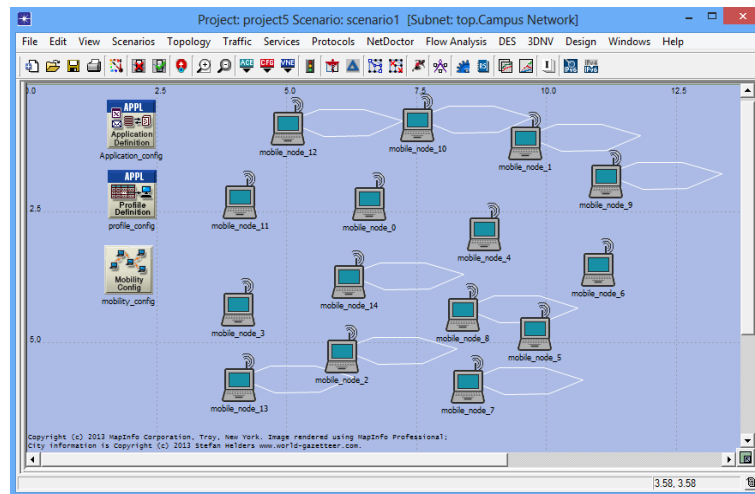 Project: project5 Scenario: scenario1 [Subnet: top.Campus Network]
File Edit View Scenarios Topology Traffic Services Protocols NetDoctor Flow Analysis DES 3DNV Design Windows Help
0.0 2.5 5.0 7.5 10.0 12.5
APPL
Application
Definition
Application_config
mobile_node_12
mobile_node_10
mobile_node_1
APPL
Profile
Definition
profile_config
mobile_node_9
2.5
mobile_node_11
mobile_node_0
mobile_node_4
Mobility
Config
mobility_config
mobile_node_6
mobile_node_14
mobile_node_3
mobile_node_8
5.0
mobile_node_5
mobile_node_2
mobile_node_13
mobile_node_7
Copyright (c) 2013 MapInfo Corporation, Troy, New York. Image rendered using MapInfo Professional;
City information is Copyright (c) 2013 Stefan Helders www.world-gazetteer.com.
3.58, 3.58